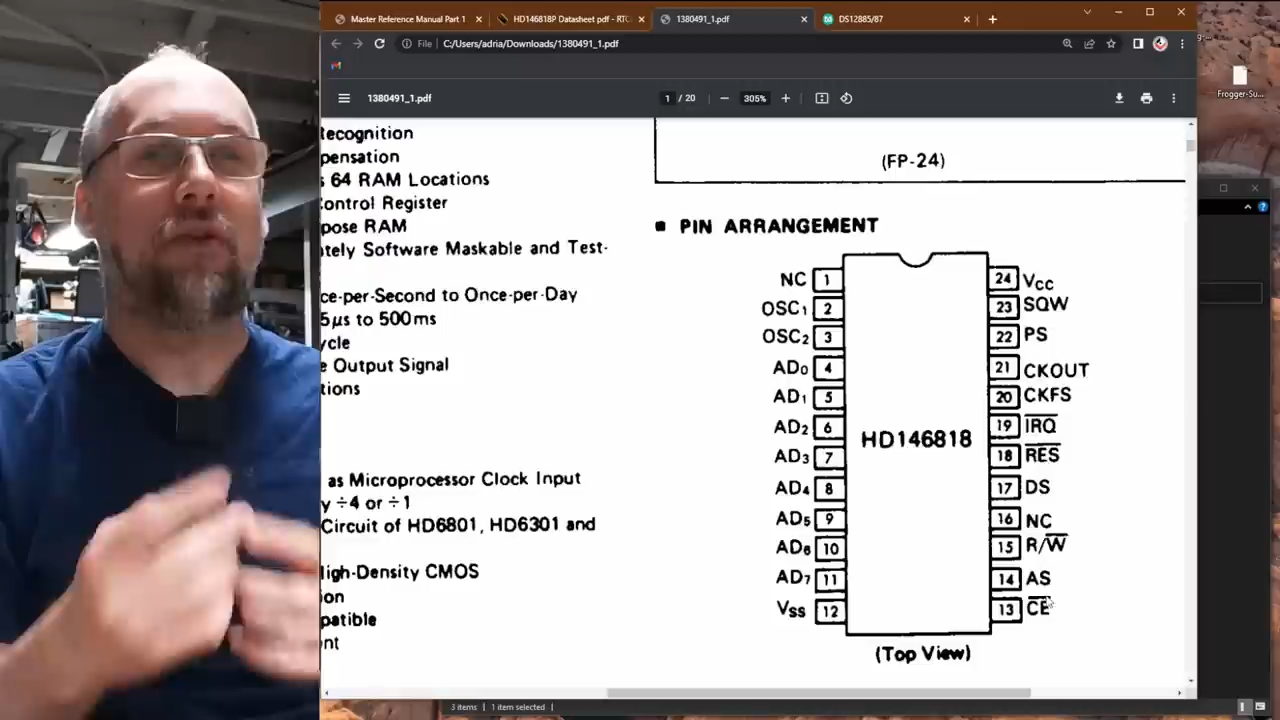 Master Reference Manual Part 1
HD146818P Datasheet pdf - RTC
1380491_1.pdf
DS12885/87
File
C:/Users/adria/Downloads/1380491_1.pdf
1380491_1.pdf
1 / 20
305%
Frogger-Su...
Recognition
pensation
s 64 RAM Locations
Control Register
pose RAM
tely Software Maskable and Test-
ce-per-Second to Once-per-Day
5μs to 500ms
ycle
e Output Signal
tions
as Microprocessor Clock Input
y ÷4 or ÷1
Circuit of HD6801, HD6301 and
High-Density CMOS
on
patible
nt
(FP-24)
■ PIN ARRANGEMENT
NC 1
OSC₁ 2
OSC₂ 3
AD₀ 4
AD₁ 5
AD₂ 6
AD₃ 7
AD₄ 8
AD₅ 9
AD₆ 10
AD₇ 11
Vss 12
HD146818
24 Vcc
23 SQW
22 PS
21 CKOUT
20 CKFS
19 IRQ
18 RES
17 DS
16 NC
15 R/W
14 AS
13 CE
(Top View)
3 items
1 item selected